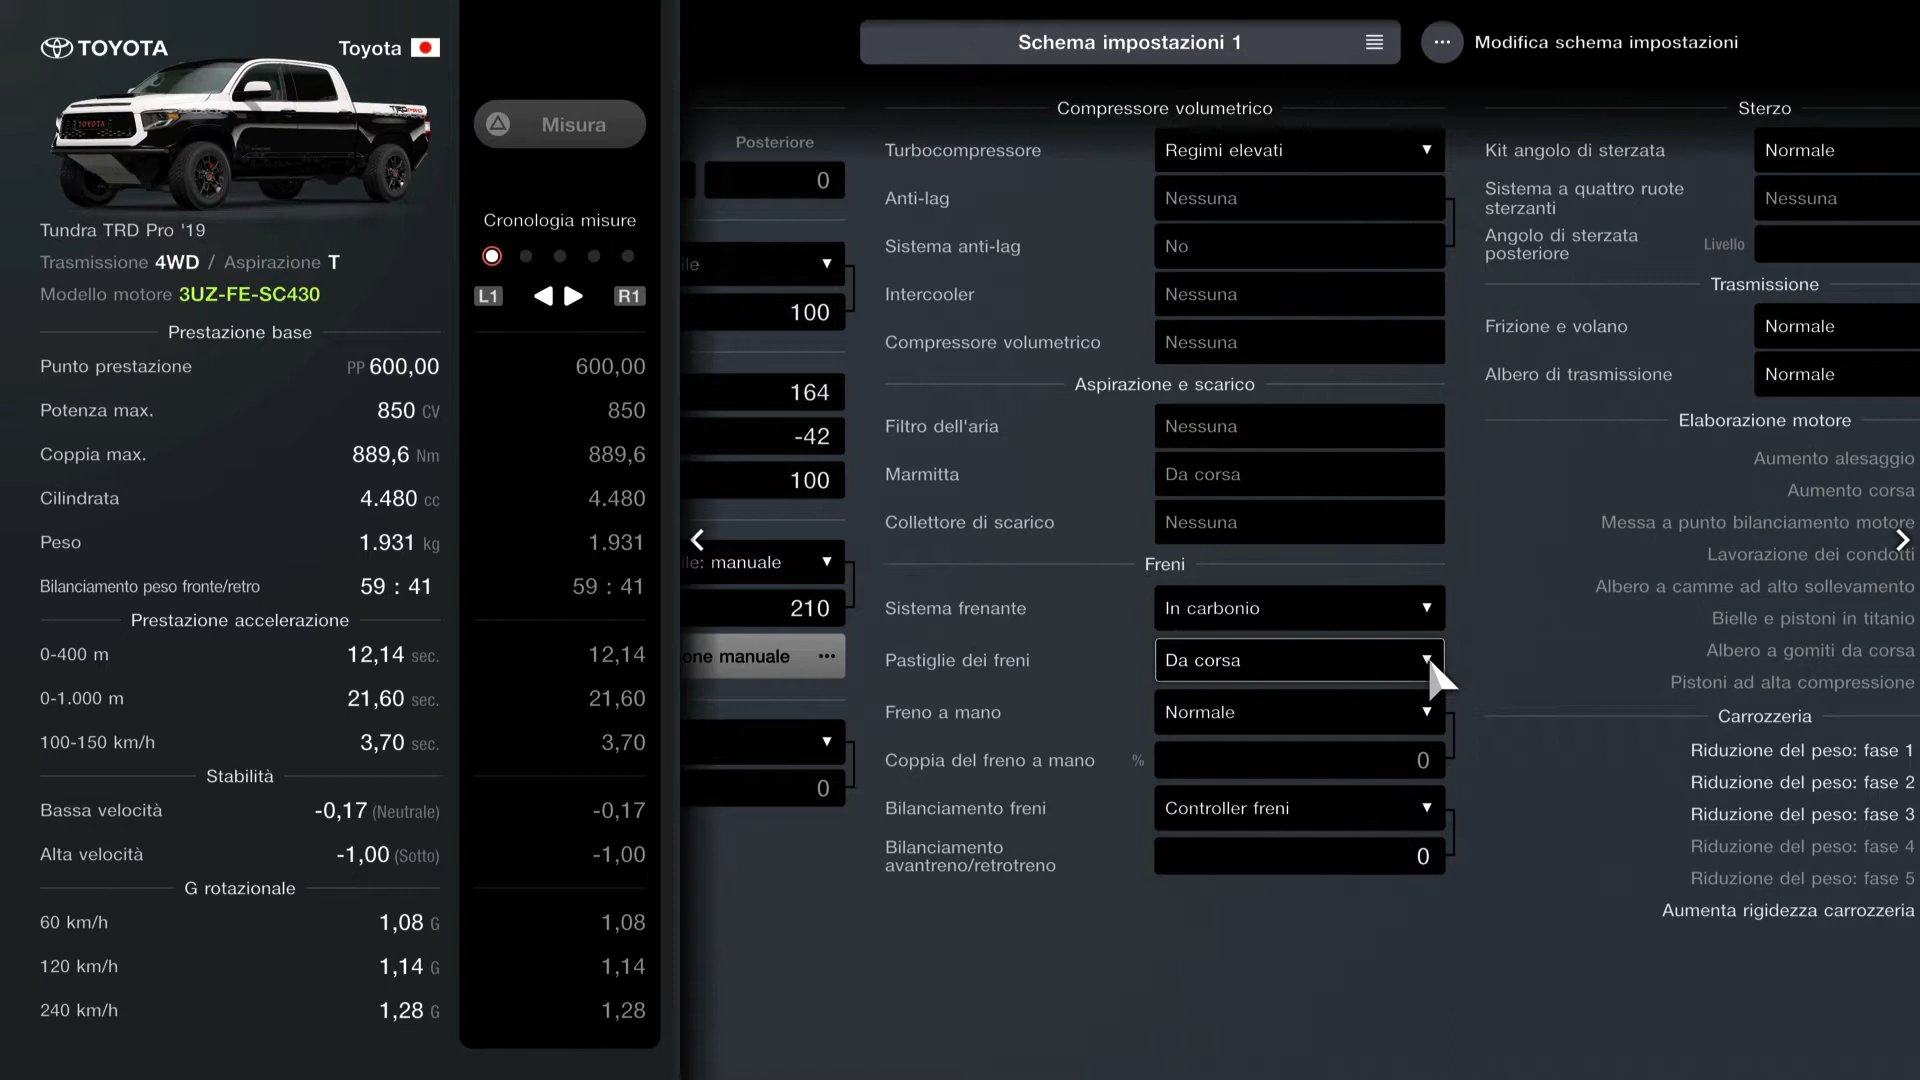 TOYOTA
Toyota
Tundra TRD Pro '19
Trasmissione 4WD / Aspirazione T
Modello motore 3UZ-FE-SC430
Prestazione base
Punto prestazione PP 600,00
Potenza max. 850 CV
Coppia max. 889,6 Nm
Cilindrata 4.480 cc
Peso 1.931 kg
Bilanciamento peso fronte/retro 59 : 41
Prestazione accelerazione
0-400 m 12,14 sec.
0-1.000 m 21,60 sec.
100-150 km/h 3,70 sec.
Stabilità
Bassa velocità -0,17 (Neutrale)
Alta velocità -1,00 (Sotto)
G rotazionale
60 km/h 1,08 G
120 km/h 1,14 G
240 km/h 1,28 G
Misura
Cronologia misure
L1 R1
600,00
850
889,6
4.480
1.931
59 : 41
12,14
21,60
3,70
-0,17
-1,00
1,08
1,14
1,28
Schema impostazioni 1
Modifica schema impostazioni
Posteriore
0
ile
100
164
-42
100
ile: manuale
210
one manuale
0
Compressore volumetrico
Turbocompressore Regimi elevati
Anti-lag Nessuna
Sistema anti-lag No
Intercooler Nessuna
Compressore volumetrico Nessuna
Aspirazione e scarico
Filtro dell'aria Nessuna
Marmitta Da corsa
Collettore di scarico Nessuna
Freni
Sistema frenante In carbonio
Pastiglie dei freni Da corsa
Freno a mano Normale
Coppia del freno a mano % 0
Bilanciamento freni Controller freni
Bilanciamento
avantreno/retrotreno 0
Sterzo
Kit angolo di sterzata Normale
Sistema a quattro ruote
sterzanti Nessuna
Angolo di sterzata
posteriore Livello
Trasmissione
Frizione e volano Normale
Albero di trasmissione Normale
Elaborazione motore
Aumento alesaggio
Aumento corsa
Messa a punto bilanciamento motore
Lavorazione dei condotti
Albero a camme ad alto sollevamento
Bielle e pistoni in titanio
Albero a gomiti da corsa
Pistoni ad alta compressione
Carrozzeria
Riduzione del peso: fase 1
Riduzione del peso: fase 2
Riduzione del peso: fase 3
Riduzione del peso: fase 4
Riduzione del peso: fase 5
Aumenta rigidezza carrozzeria